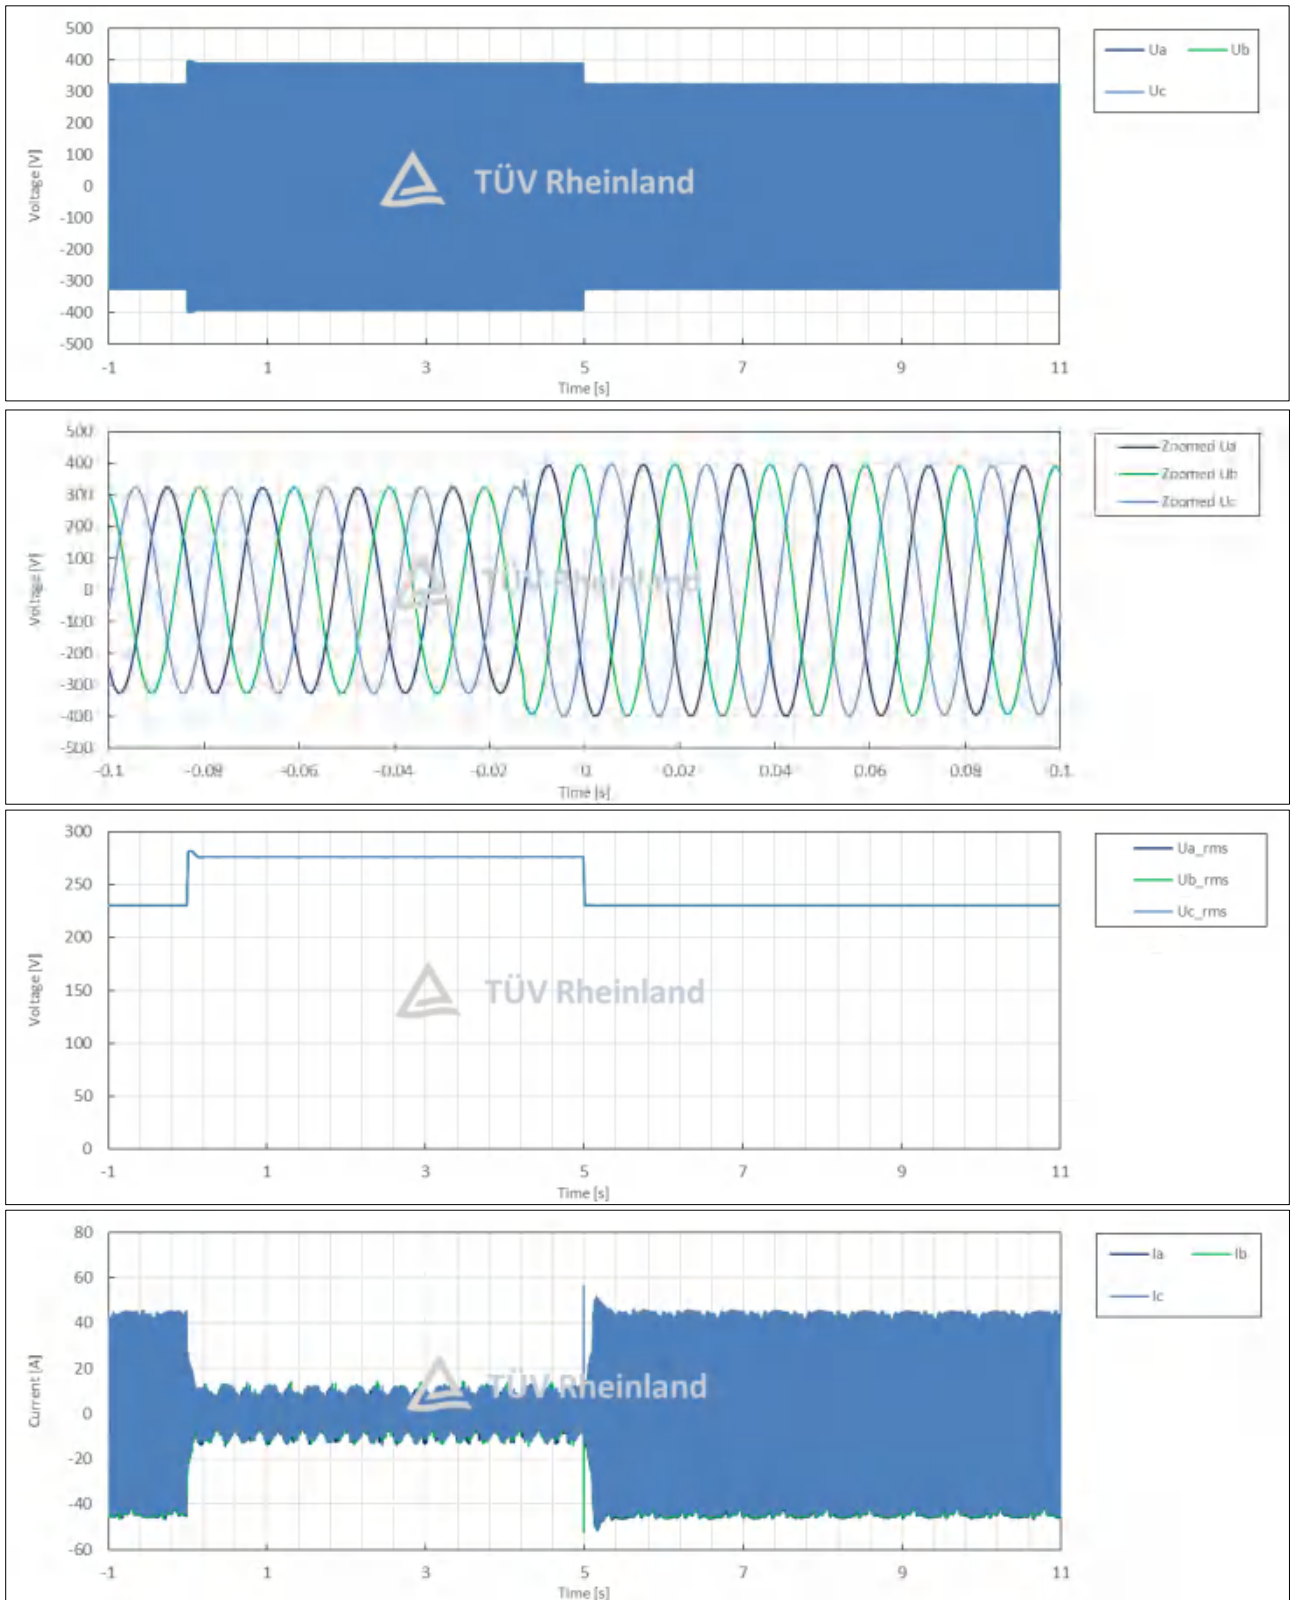 500
400
300
200
100
0
-100
-200
-300
-400
-500
Voltage [V]
-1 1 3 5 7 9 11
Time [s]
Ua Ub
Uc
TÜV Rheinland
500
400
300
200
100
0
-100
-200
-300
-400
-500
Voltage [V]
-0.1 -0.08 -0.06 -0.04 -0.02 0 0.02 0.04 0.06 0.08 0.1
Time [s]
Zoomed Ua
Zoomed Ub
Zoomed Uc
TÜV Rheinland
300
250
200
150
100
50
0
Voltage [V]
-1 1 3 5 7 9 11
Time [s]
Ua_rms
Ub_rms
Uc_rms
TÜV Rheinland
80
60
40
20
0
-20
-40
-60
Current [A]
-1 1 3 5 7 9 11
Time [s]
Ia Ib
Ic
TÜV Rheinland